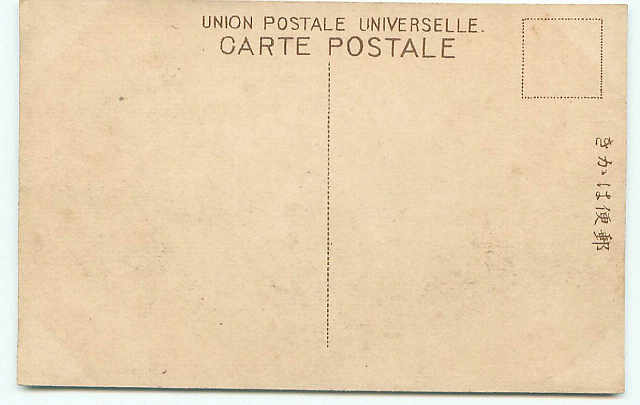 UNION POSTALE UNIVERSELLE.
CARTE POSTALE
郵便はかき